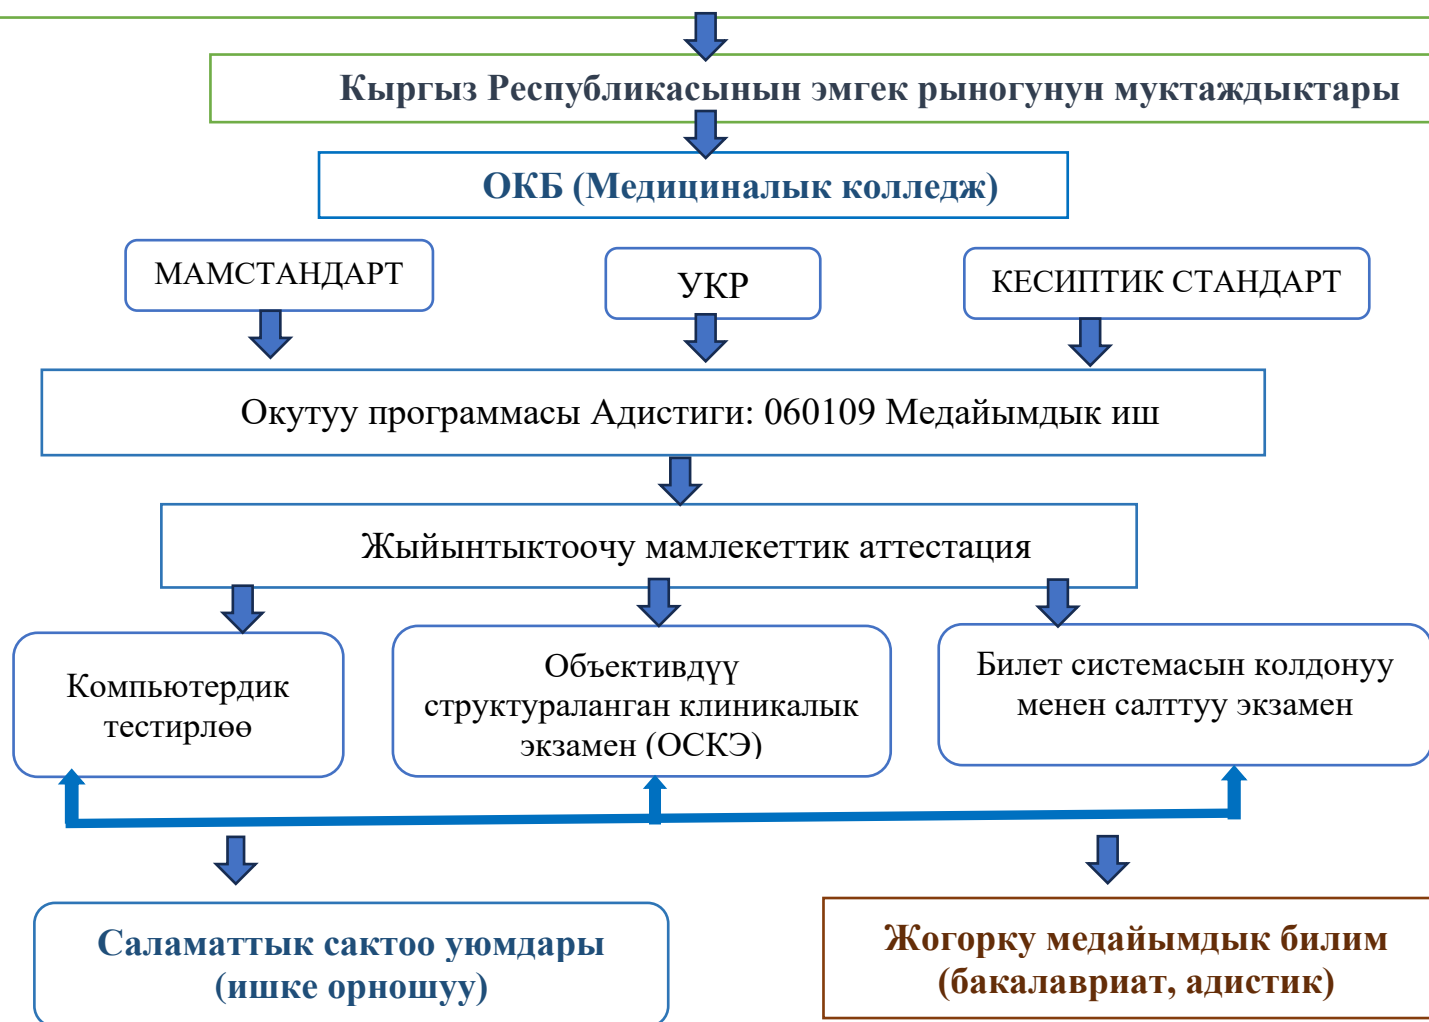 Кыргыз Республикасынын эмгек рыногунун муктаждыктары
ОКБ (Медициналык колледж)
МАМСТАНДАРТ
УКР
КЕСИПТИК СТАНДАРТ
Окутуу программасы Адистиги: 060109 Медайымдык иш
Жыйынтыктоочу мамлекеттик аттестация
Компьютердик
тестирлөө
Объективдүү
структураланган клиникалык
экзамен (ОСКЭ)
Билет системасын колдонуу
менен салттуу экзамен
Саламаттык сактоо уюмдары
(ишке орношуу)
Жогорку медайымдык билим
(бакалавриат, адистик)